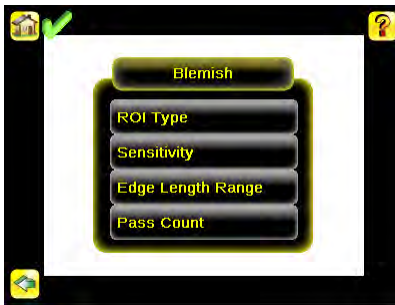 Blemish
ROI Type
Sensitivity
Edge Length Range
Pass Count